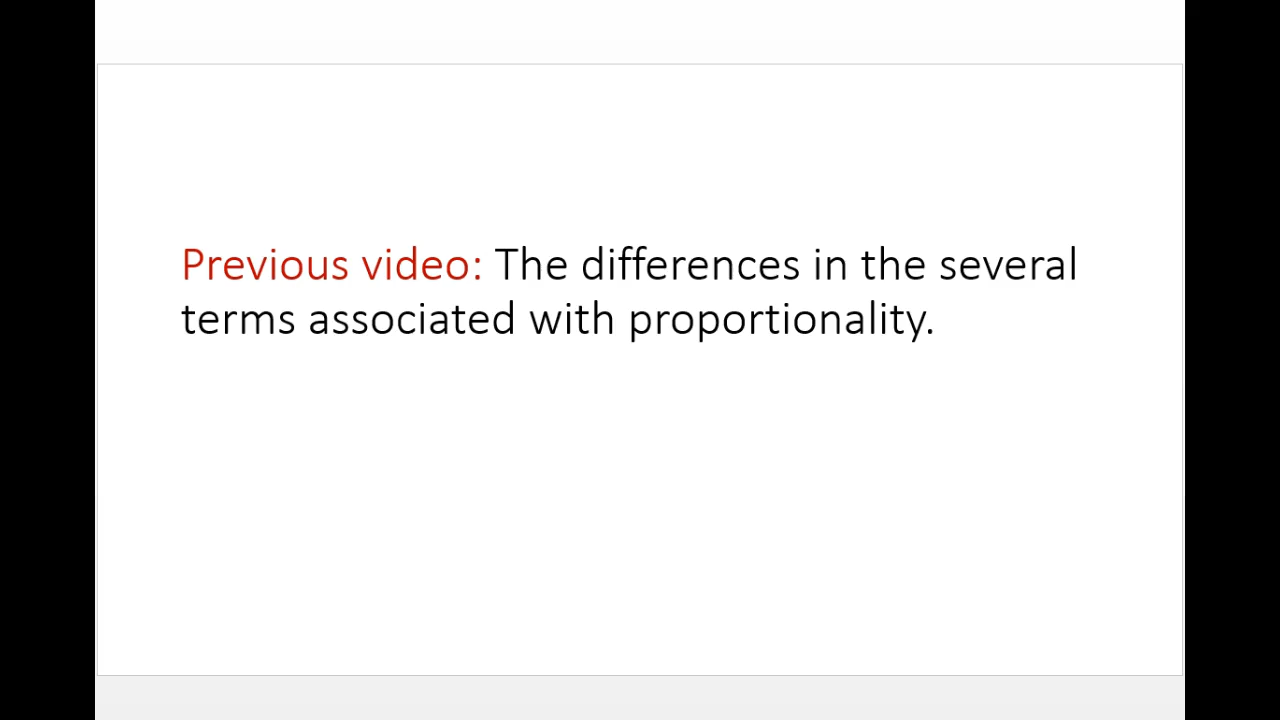 Previous video: The differences in the several
terms associated with proportionality.